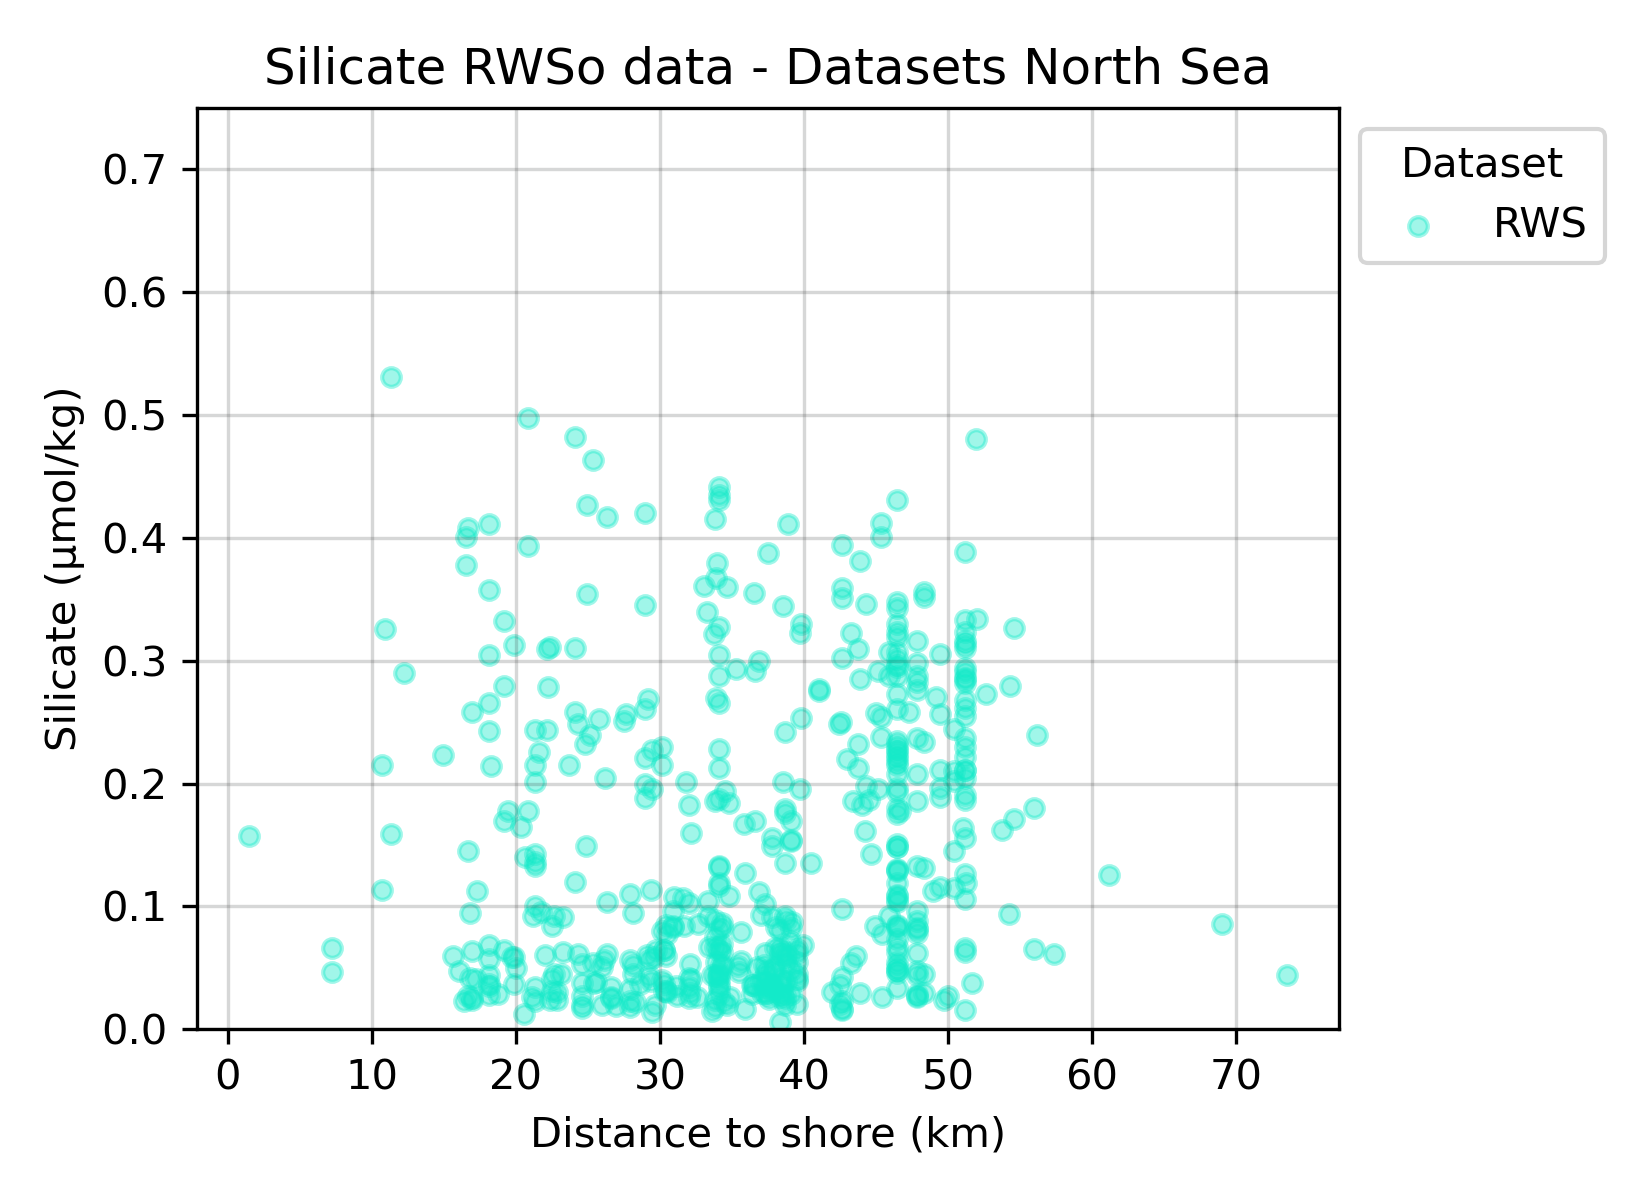 Silicate RWSo data - Datasets North Sea
Dataset
RWS
Silicate (µmol/kg)
0.7
0.6
0.5
0.4
0.3
0.2
0.1
0.0
0 10 20 30 40 50 60 70
Distance to shore (km)